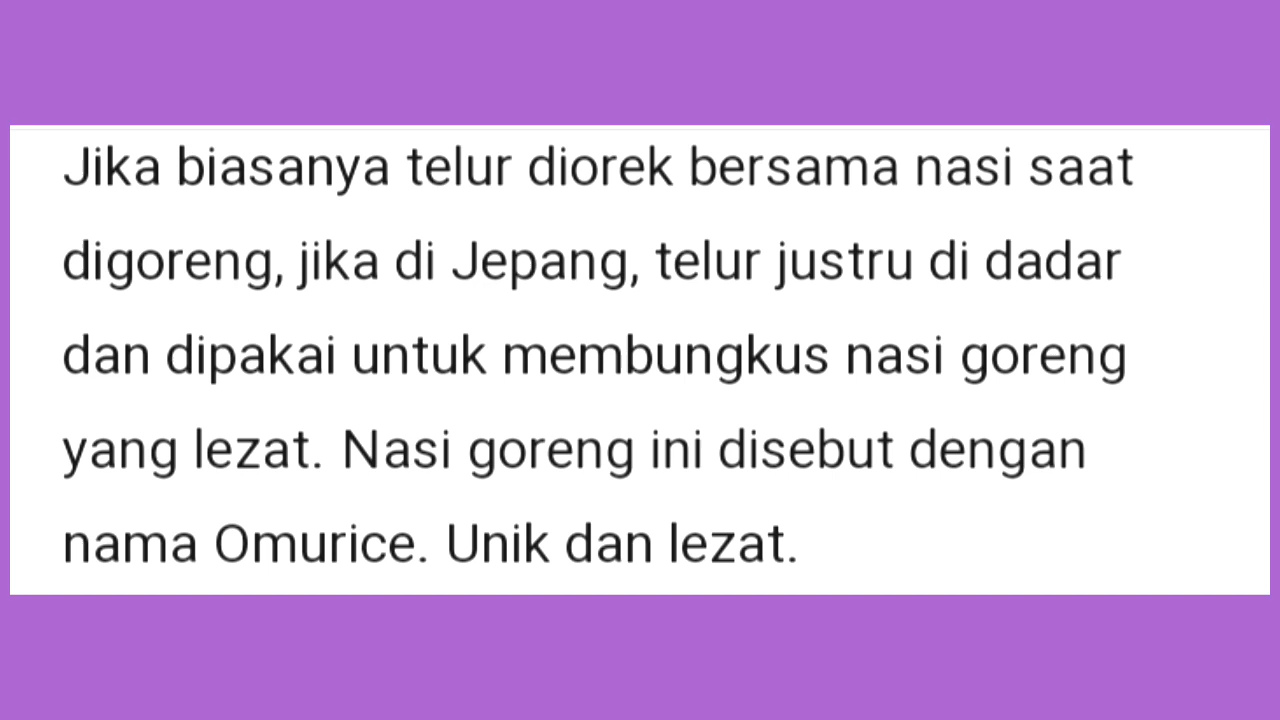 Jika biasanya telur diorek bersama nasi saat
digoreng, jika di Jepang, telur justru di dadar
dan dipakai untuk membungkus nasi goreng
yang lezat. Nasi goreng ini disebut dengan
nama Omurice. Unik dan lezat.